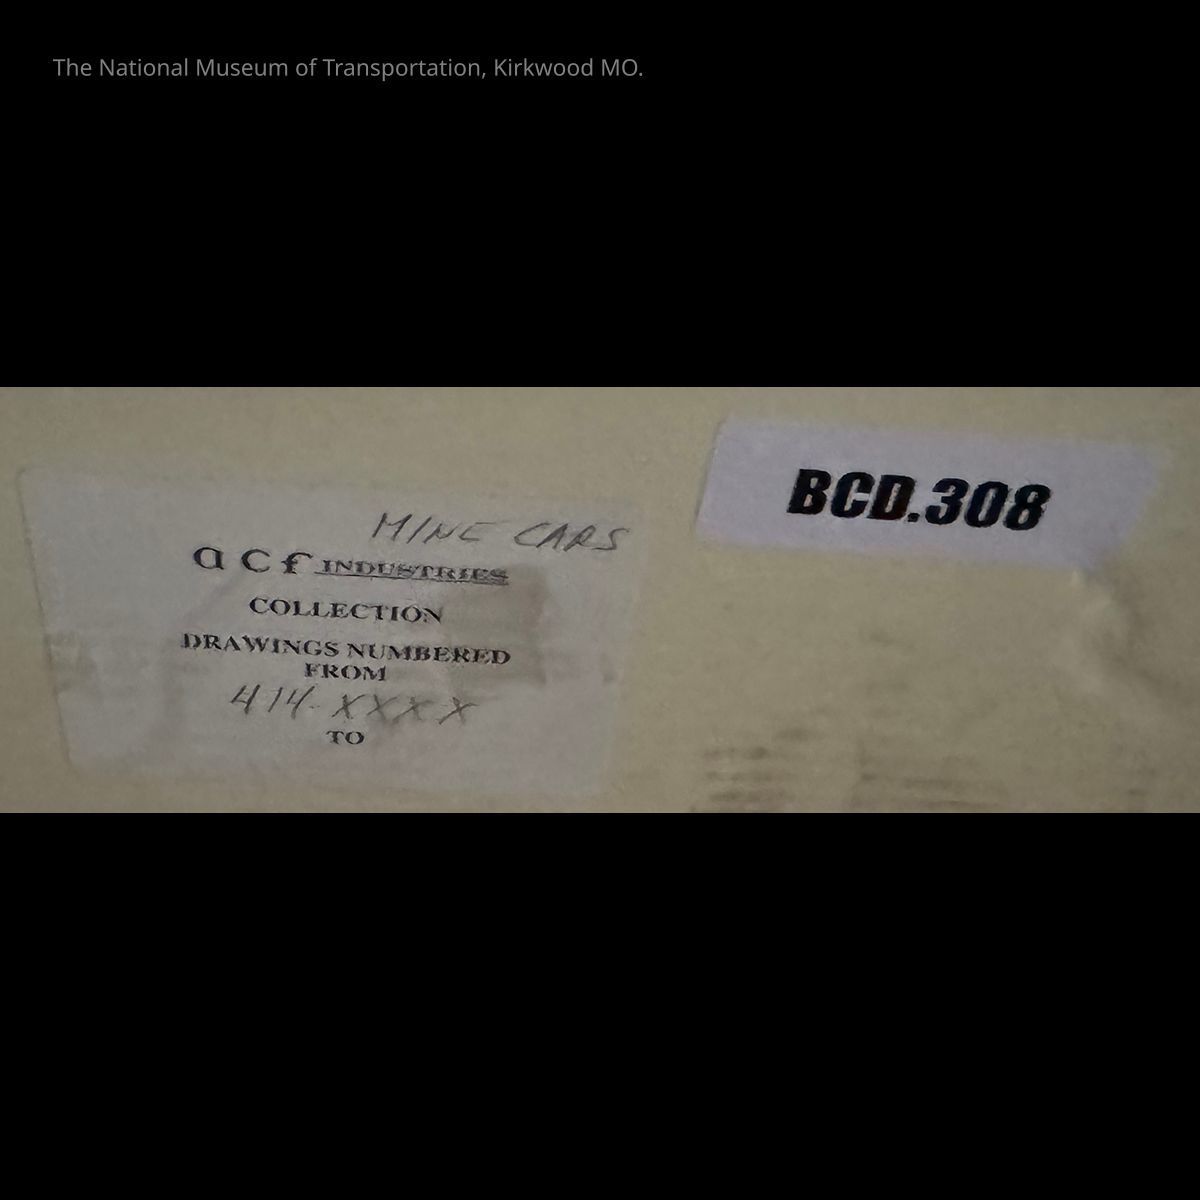 The National Museum of Transportation, Kirkwood MO.
MINE CARS
acf INDUSTRIES
COLLECTION
DRAWINGS NUMBERED
FROM
414-XXXX
TO
BCD.308